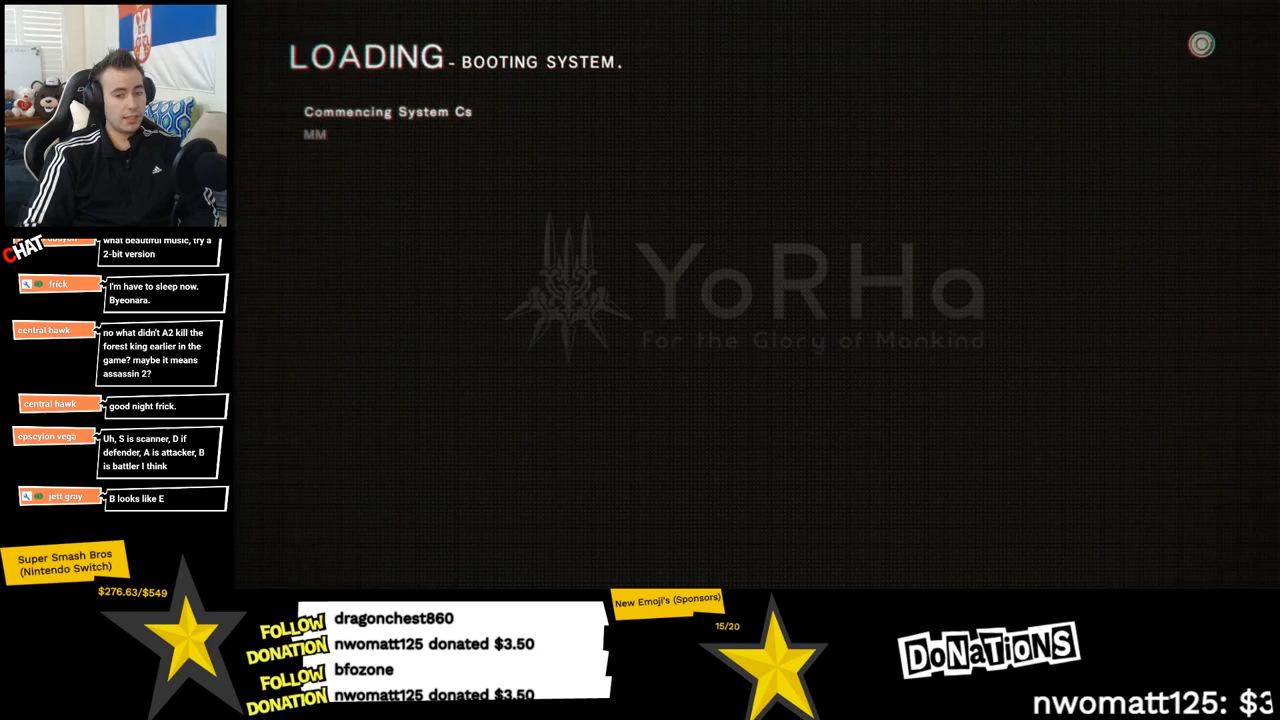 LOADING - BOOTING SYSTEM.
Commencing System Cs
MM
YoRHa
For the Glory of Mankind
CHAT
what beautiful music, try a
2-bit version
frick
I'm have to sleep now.
Byeonara.
central hawk
no what didn't A2 kill the
forest king earlier in the
game? maybe it means
assassin 2?
central hawk
good night frick.
epscylon vega
Uh, S is scanner, D if
defender, A is attacker, B
is battler I think
jett gray
B looks like E
Super Smash Bros
(Nintendo Switch)
$276.63/$549
FOLLOW dragonchest860
DONATION nwomatt125 donated $3.50
FOLLOW bfozone
DONATION nwomatt125 donated $3.50
New Emoji's (Sponsors)
15/20
DONATIONS
nwomatt125: $3